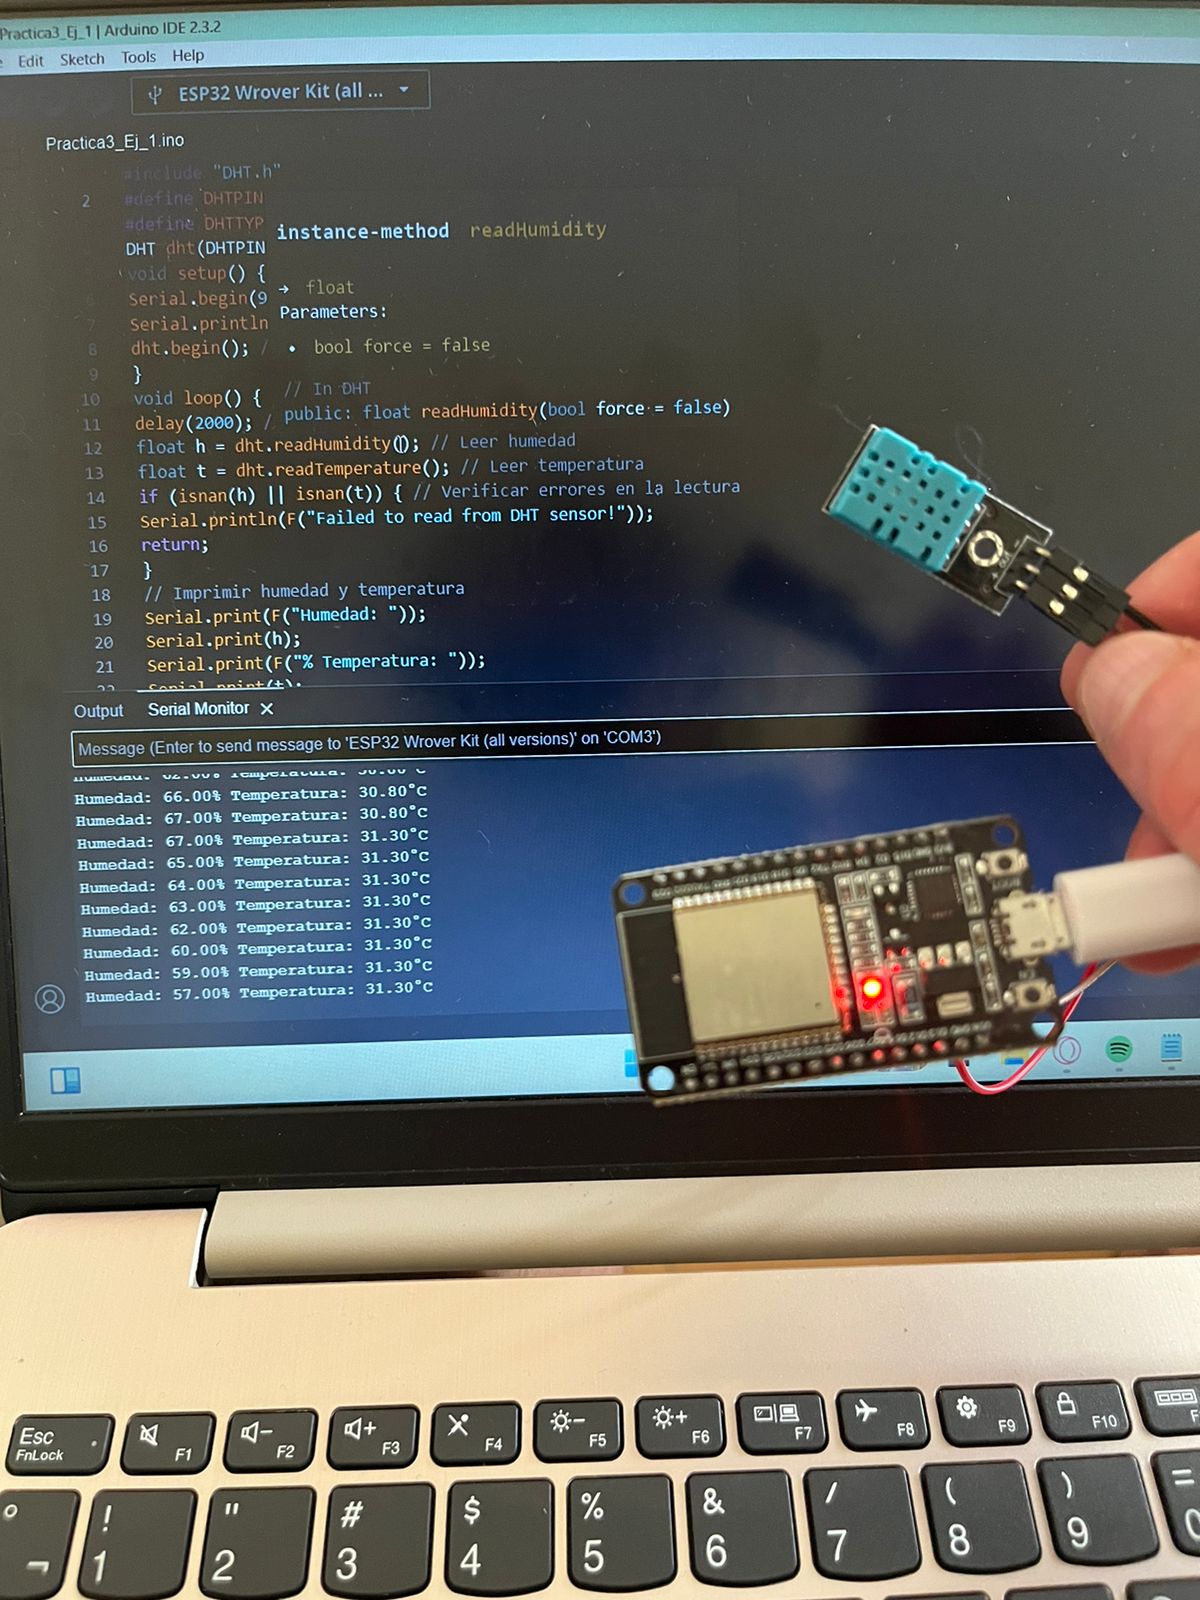 Practica3_Ej_1 | Arduino IDE 2.3.2
Edit Sketch Tools Help
ESP32 Wrover Kit (all ...
Practica3_Ej_1.ino
#include "DHT.h"
2 #define DHTPIN
#define DHTTYP
instance-method readHumidity
DHT dht(DHTPIN
void setup() {
→ float
6 Serial.begin(9
Parameters:
7 Serial.println
8 dht.begin(); /
• bool force = false
9 }
// In DHT
10 void loop() {
public: float readHumidity(bool force = false)
11 delay(2000); /
12 float h = dht.readHumidity(); // Leer humedad
13 float t = dht.readTemperature(); // Leer temperatura
14 if (isnan(h) || isnan(t)) { // Verificar errores en la lectura
15 Serial.println(F("Failed to read from DHT sensor!"));
16 return;
17 }
18 // Imprimir humedad y temperatura
19 Serial.print(F("Humedad: "));
20 Serial.print(h);
21 Serial.print(F("% Temperatura: "));
22 Serial.print(t);
Output Serial Monitor ×
Message (Enter to send message to 'ESP32 Wrover Kit (all versions)' on 'COM3')
Humedad: 66.00% Temperatura: 30.80°C
Humedad: 67.00% Temperatura: 30.80°C
Humedad: 67.00% Temperatura: 31.30°C
Humedad: 65.00% Temperatura: 31.30°C
Humedad: 64.00% Temperatura: 31.30°C
Humedad: 63.00% Temperatura: 31.30°C
Humedad: 62.00% Temperatura: 31.30°C
Humedad: 60.00% Temperatura: 31.30°C
Humedad: 59.00% Temperatura: 31.30°C
Humedad: 57.00% Temperatura: 31.30°C
Esc FnLock F1 F2 F3 F4 F5 F6 F7 F8 F9 F10
º ! " # $ % & / ( ) =
¬ 1 2 3 4 5 6 7 8 9 0